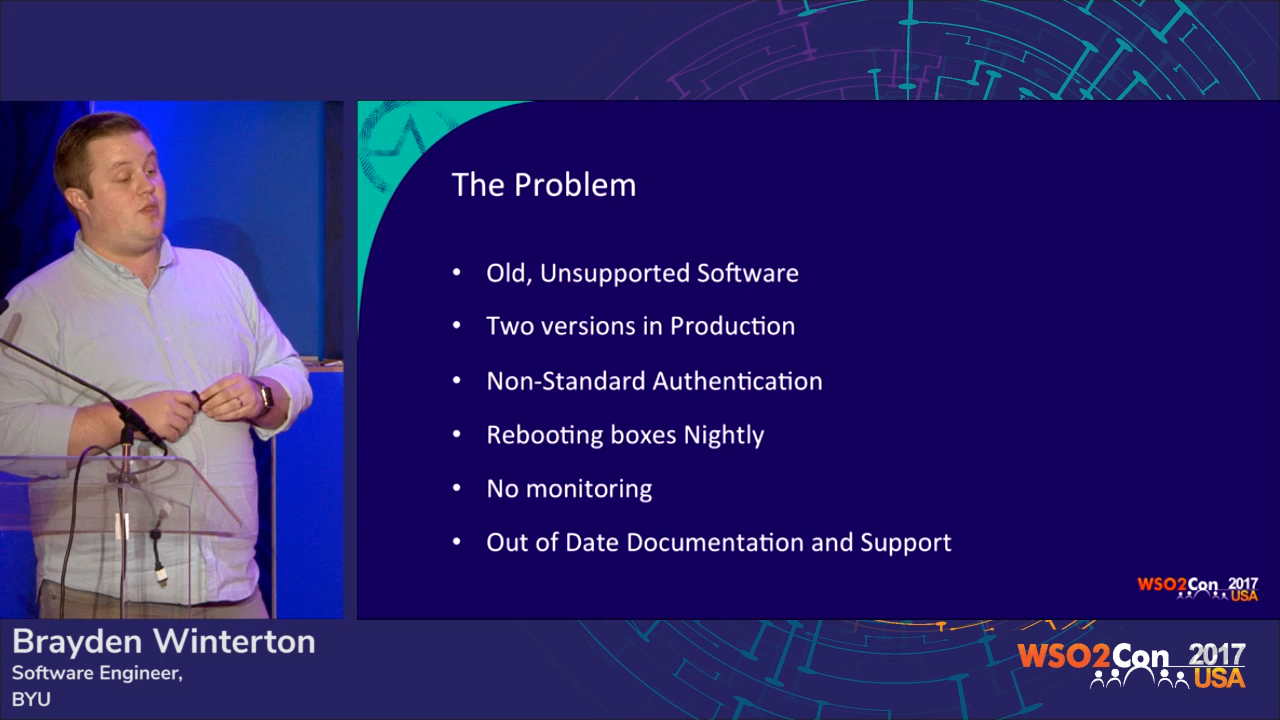 The Problem
• Old, Unsupported Software
• Two versions in Production
• Non-Standard Authentication
• Rebooting boxes Nightly
• No monitoring
• Out of Date Documentation and Support
WSO2Con 2017
USA
Brayden Winterton
Software Engineer,
BYU
WSO2Con 2017
USA